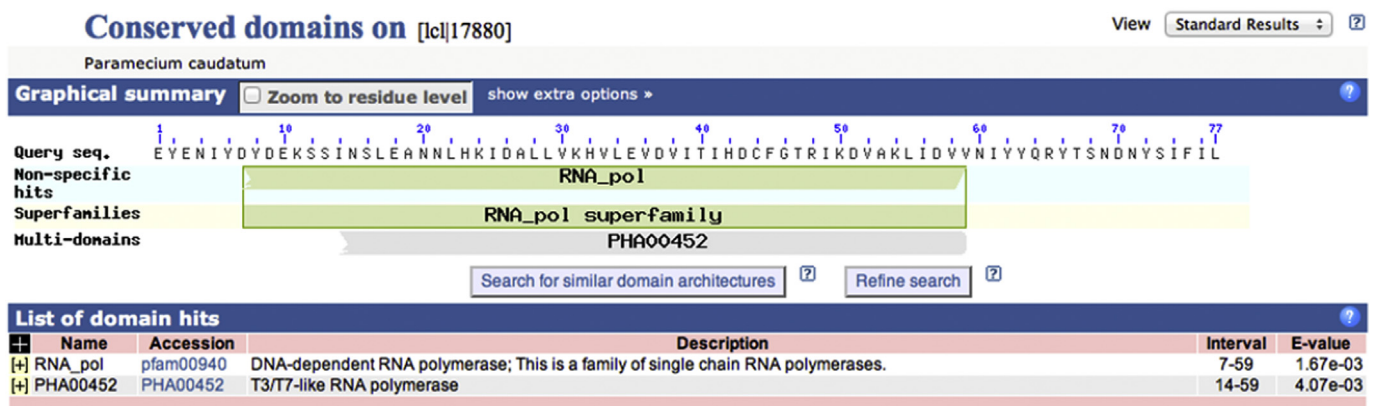 Conserved domains on [lcl|17880]
View Standard Results ?
Paramecium caudatum
Graphical summary Zoom to residue level show extra options » ?
1 10 20 30 40 50 60 70 77
Query seq. EYENIYDYDEKSSINSLEANNLHKIDALLVKHVLEVDVITIHDCFGTRIKDVAKLIDVVNIYYQRYTSNDNYSIFIL
Non-specific hits RNA_pol
Superfamilies RNA_pol superfamily
Multi-domains PHA00452
Search for similar domain architectures ? Refine search ?
List of domain hits ?
+ Name Accession Description Interval E-value
[+] RNA_pol pfam00940 DNA-dependent RNA polymerase; This is a family of single chain RNA polymerases. 7-59 1.67e-03
[+] PHA00452 PHA00452 T3/T7-like RNA polymerase 14-59 4.07e-03